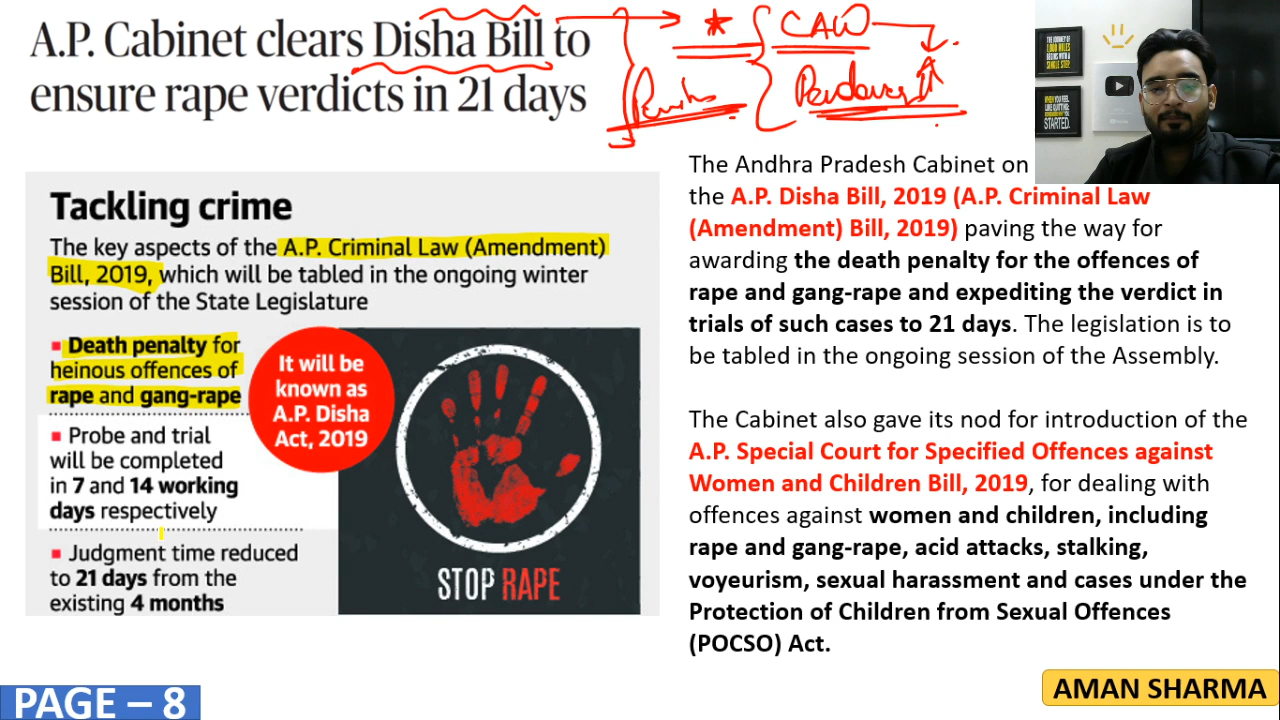 A.P. Cabinet clears Disha Bill to
ensure rape verdicts in 21 days
CAW
Tackling crime
The key aspects of the A.P. Criminal Law (Amendment)
Bill, 2019, which will be tabled in the ongoing winter
session of the State Legislature
Death penalty for
heinous offences of
rape and gang-rape
Probe and trial
will be completed
in 7 and 14 working
days respectively
Judgment time reduced
to 21 days from the
existing 4 months
It will be
known as
A.P. Disha
Act, 2019
STOP RAPE
The Andhra Pradesh Cabinet on
the A.P. Disha Bill, 2019 (A.P. Criminal Law
(Amendment) Bill, 2019) paving the way for
awarding the death penalty for the offences of
rape and gang-rape and expediting the verdict in
trials of such cases to 21 days. The legislation is to
be tabled in the ongoing session of the Assembly.
The Cabinet also gave its nod for introduction of the
A.P. Special Court for Specified Offences against
Women and Children Bill, 2019, for dealing with
offences against women and children, including
rape and gang-rape, acid attacks, stalking,
voyeurism, sexual harassment and cases under the
Protection of Children from Sexual Offences
(POCSO) Act.
PAGE – 8
AMAN SHARMA